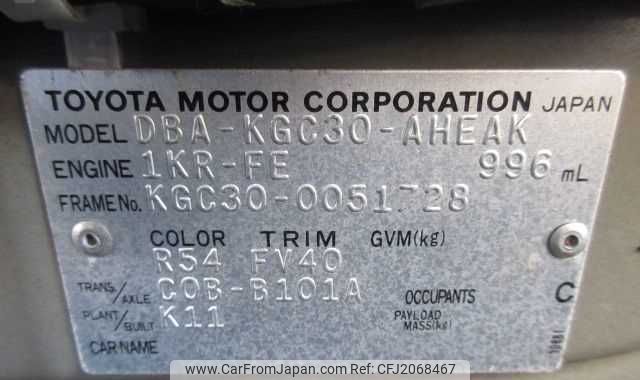 TOYOTA MOTOR CORPORATION JAPAN
MODEL DBA-KGC30-AHEAK
ENGINE 1KR-FE 996 mL
FRAME No. KGC30-0051728
COLOR TRIM GVM(kg)
R54 FV40
TRANS./AXLE C0B-B101A OCCUPANTS C
PLANT/BUILT K11 PAYLOAD MASS(kg)
CAR NAME
https://www.carfromjapan.com CFJ2068467